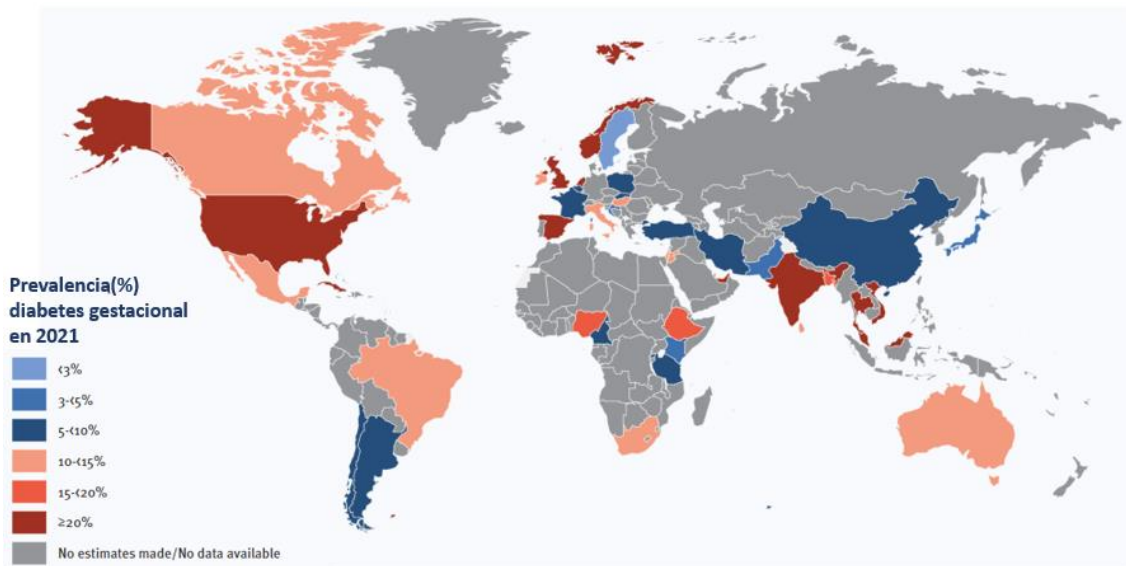 Prevalencia(%)
diabetes gestacional
en 2021
<3%
3-<5%
5-<10%
10-<15%
15-<20%
≥20%
No estimates made/No data available